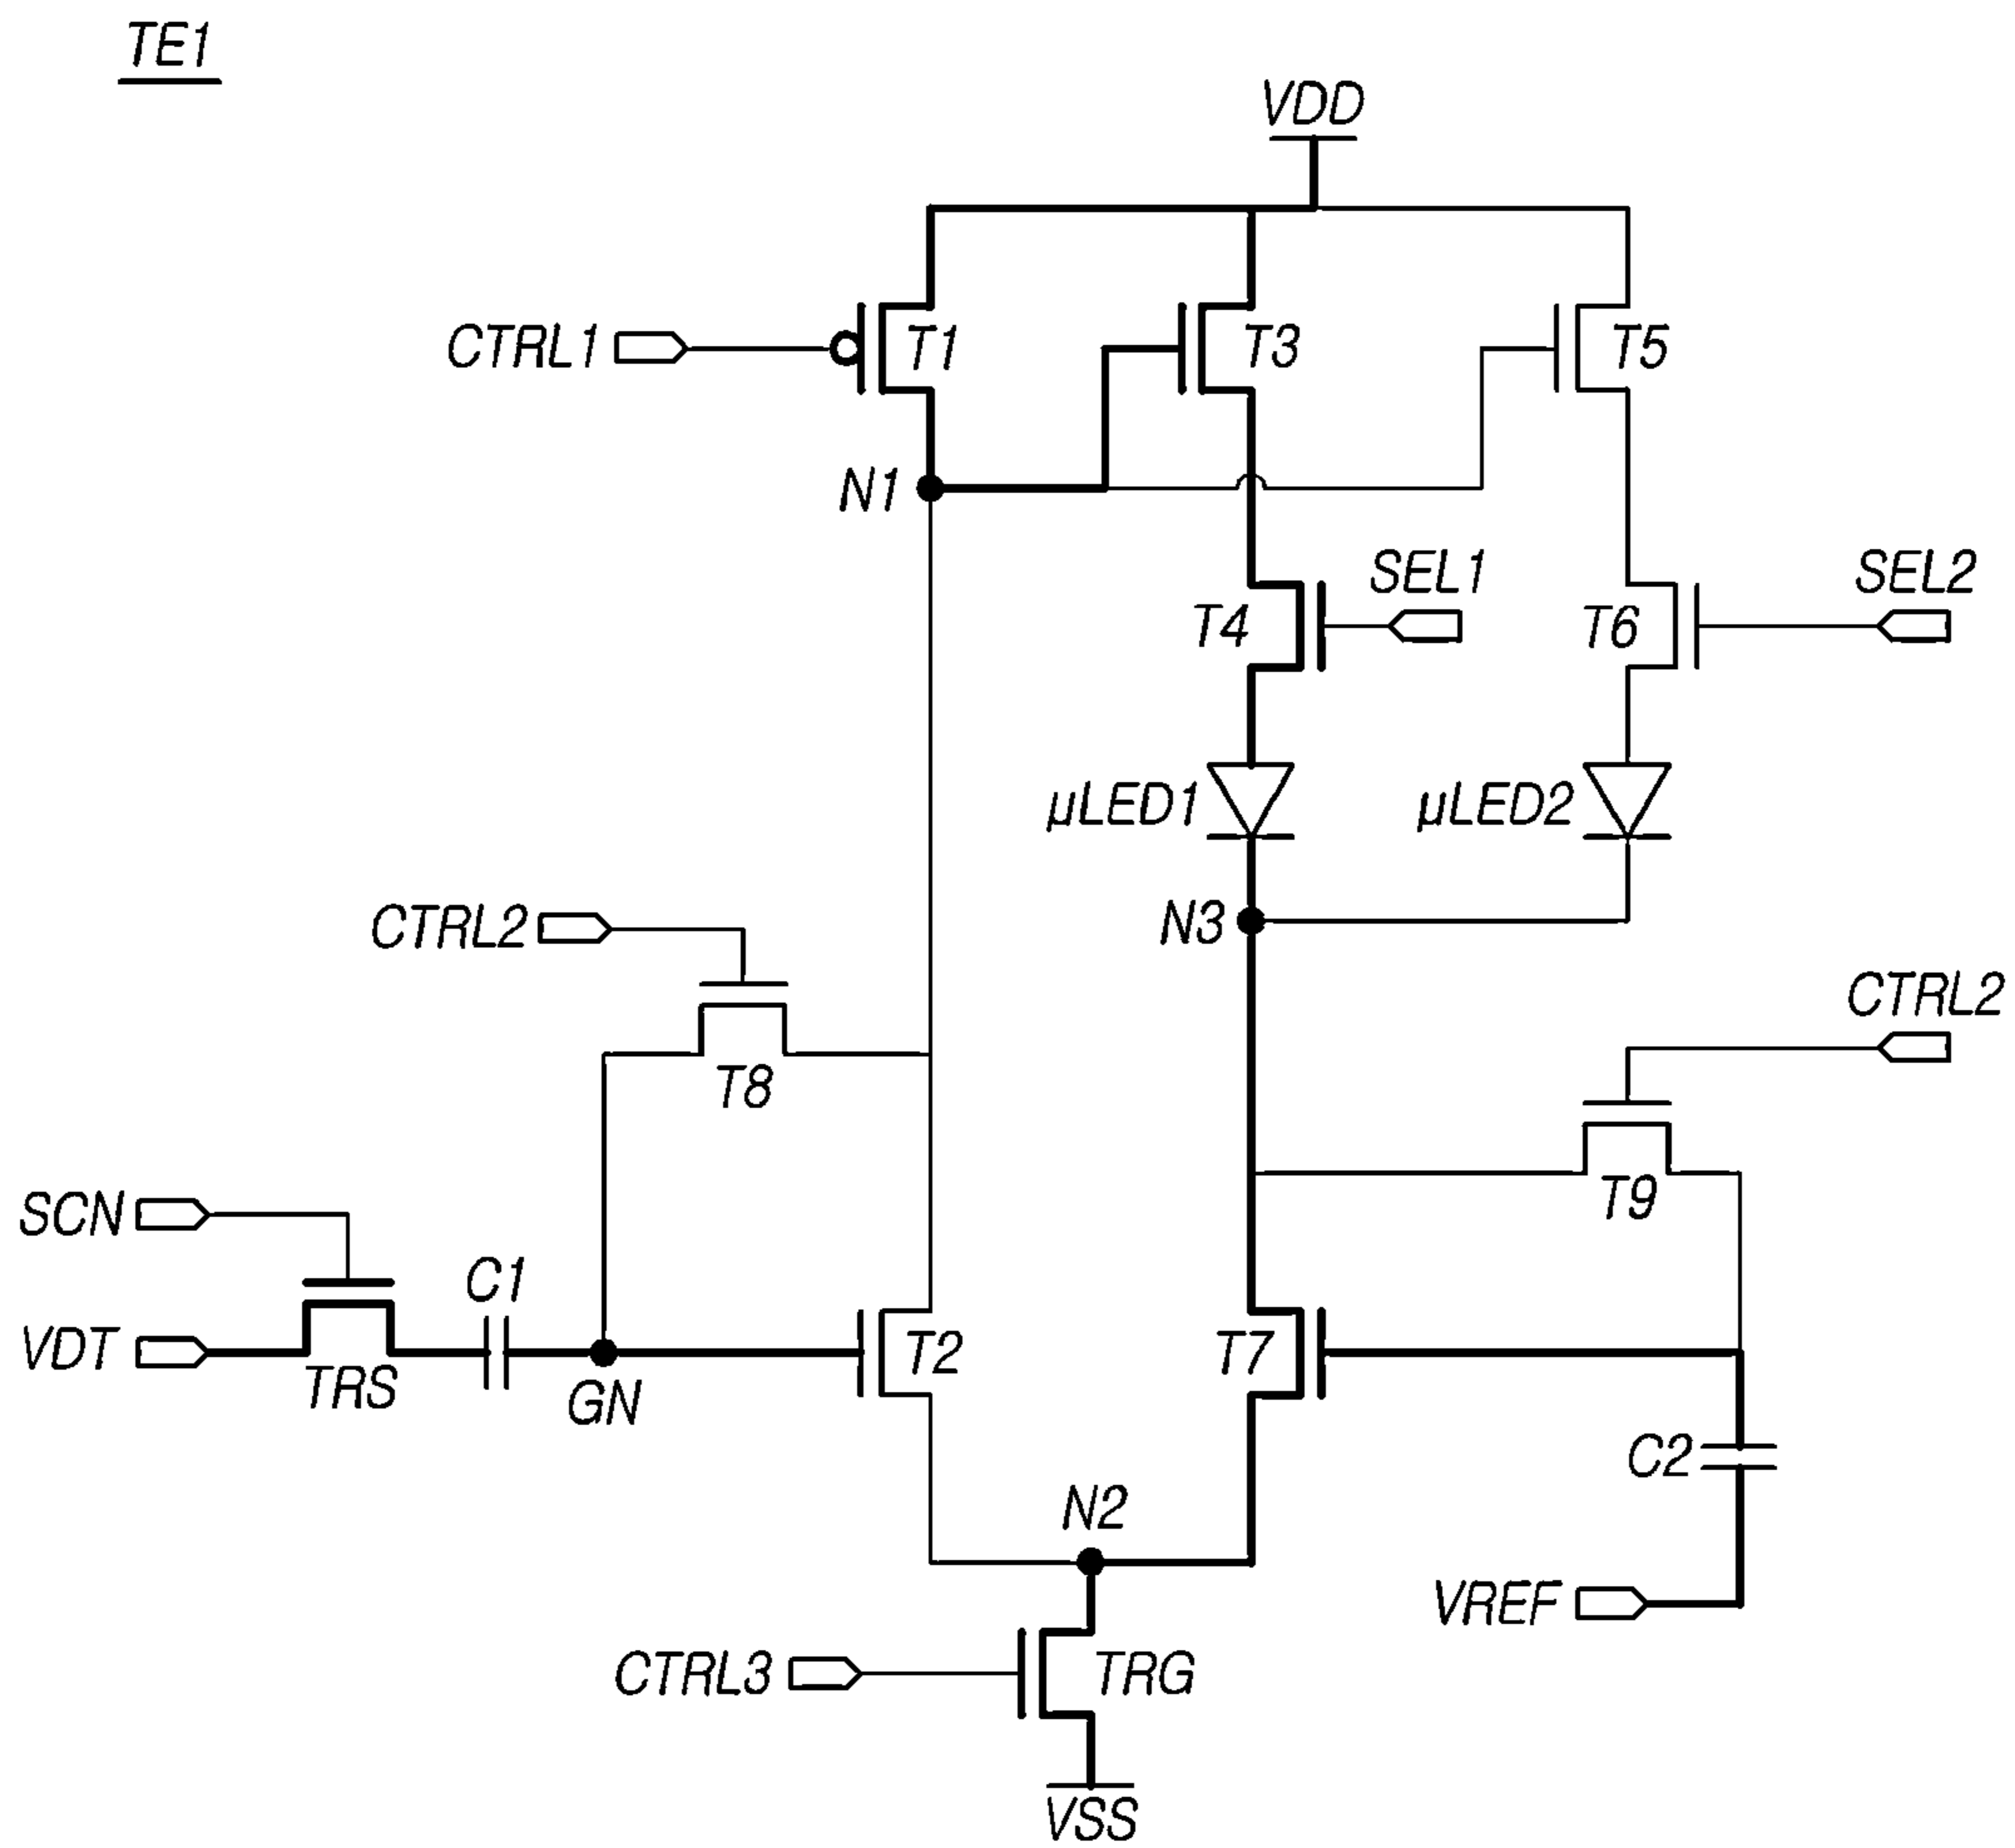 TE1
VDD
CTRL1
T1
T3
T5
N1
SEL1
SEL2
T4
T6
µLED1
µLED2
CTRL2
N3
CTRL2
T8
T9
SCN
C1
VDT
TRS
GN
T2
T7
C2
N2
VREF
CTRL3
TRG
VSS